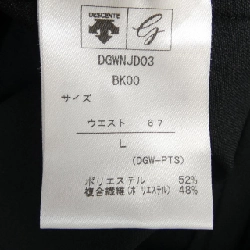 DESCENTE
DGWNJD03
BK00
サイズ
ウエスト 67
L
(DGW-PTS)
ポリエステル 52%
複合繊維(ポリエステル) 48%